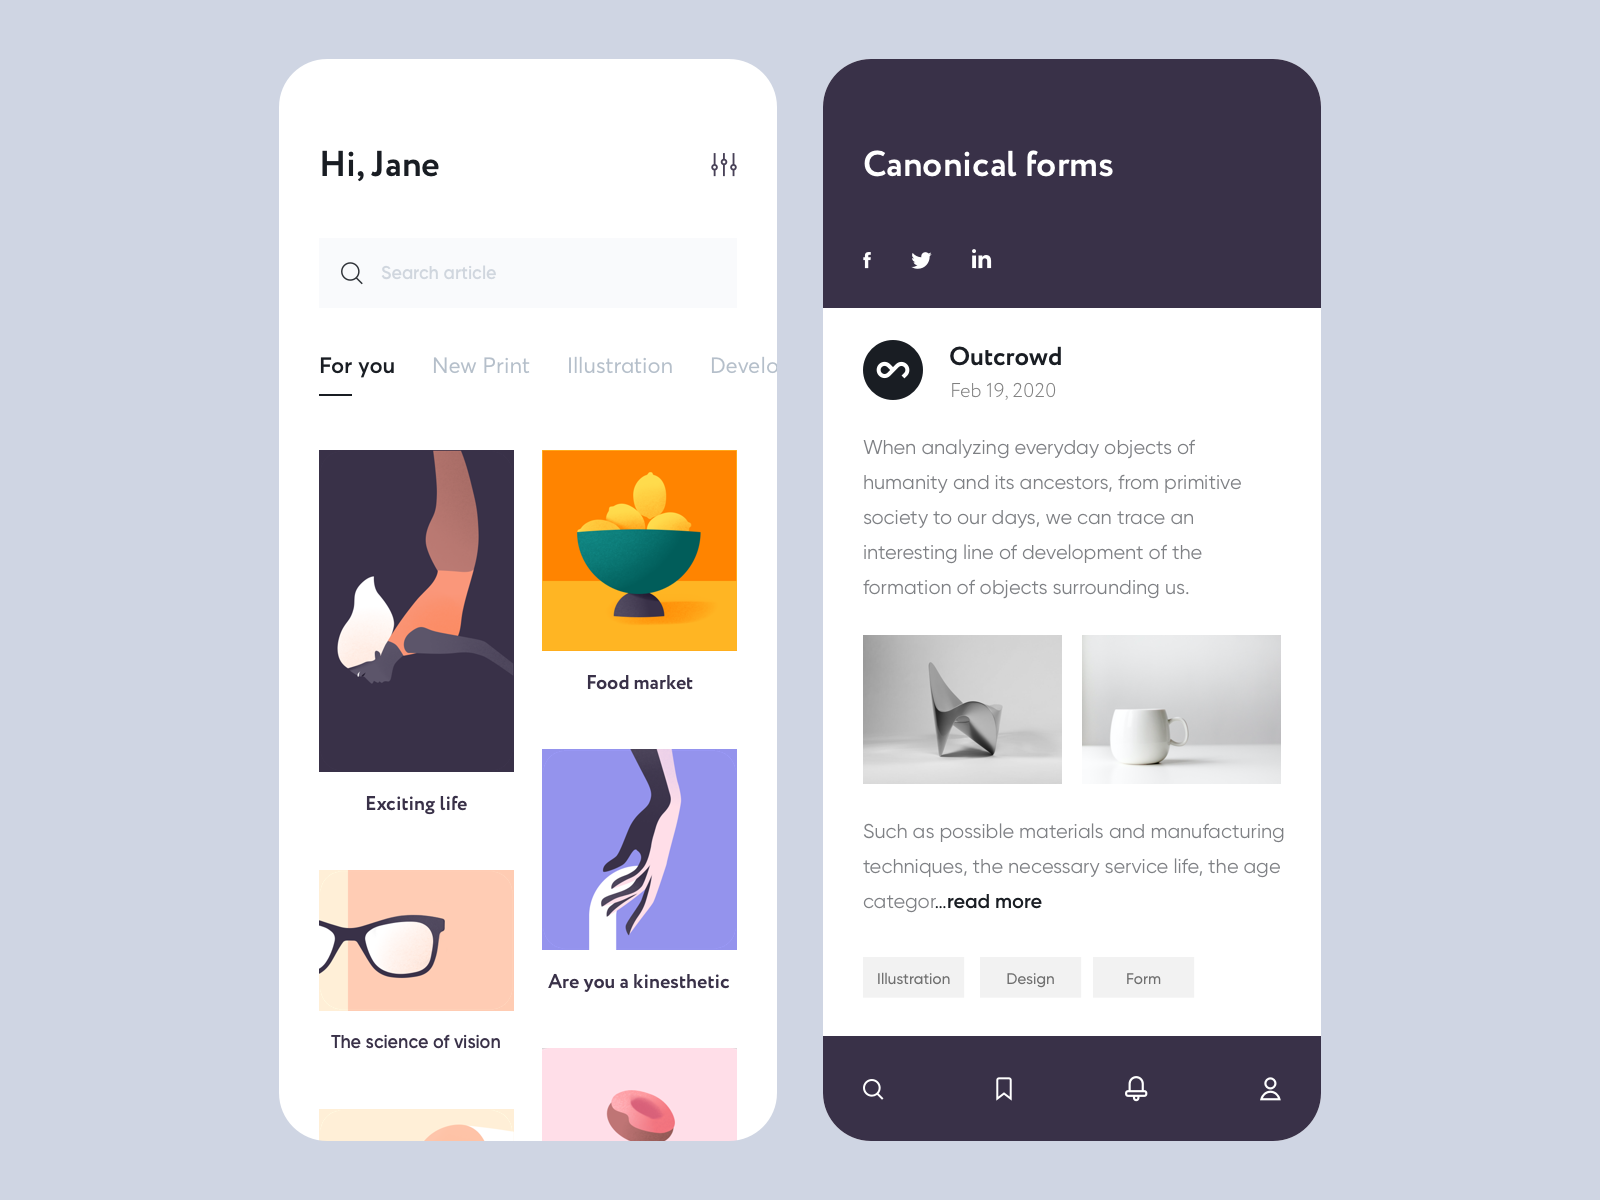 Hi, Jane
Search article
For you New Print Illustration Develo
Exciting life
Food market
The science of vision
Are you a kinesthetic
Canonical forms
f in
Outcrowd
Feb 19, 2020
When analyzing everyday objects of
humanity and its ancestors, from primitive
society to our days, we can trace an
interesting line of development of the
formation of objects surrounding us.
Such as possible materials and manufacturing
techniques, the necessary service life, the age
categor...read more
Illustration Design Form